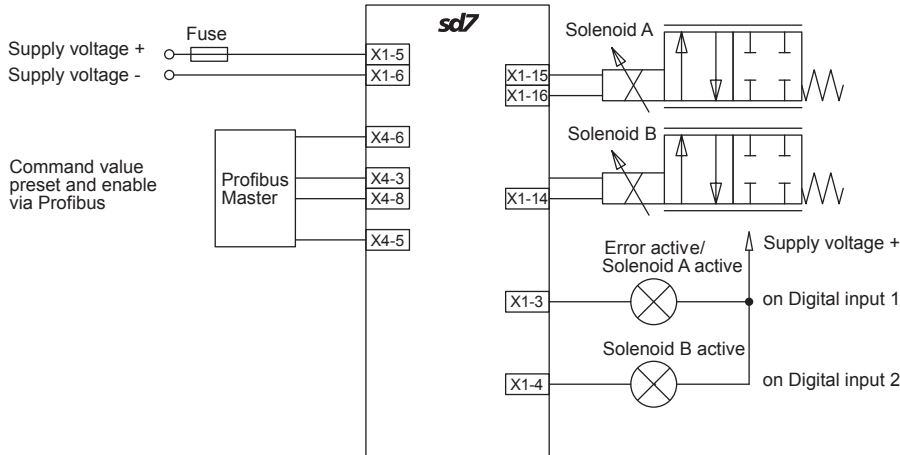 sd7
Fuse
Supply voltage +
Supply voltage -
X1-5
X1-6
Command value
preset and enable
via Profibus
Profibus
Master
X4-6
X4-3
X4-8
X4-5
Solenoid A
X1-15
X1-16
Solenoid B
X1-14
Supply voltage +
Error active/
Solenoid A active
X1-3
on Digital input 1
Solenoid B active
X1-4
on Digital input 2